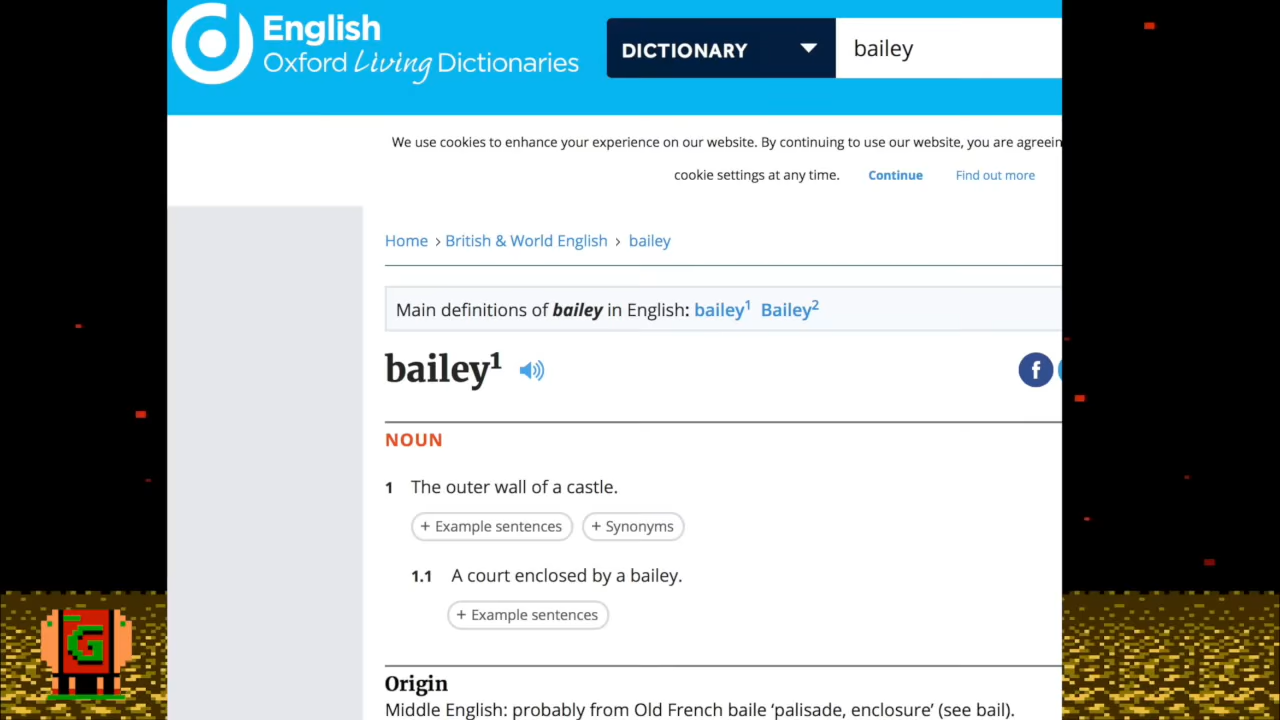 English
Oxford Living Dictionaries
DICTIONARY
bailey
We use cookies to enhance your experience on our website. By continuing to use our website, you are agreein
cookie settings at any time. Continue Find out more
Home › British & World English › bailey
Main definitions of bailey in English: bailey¹ Bailey²
bailey¹
f
NOUN
1 The outer wall of a castle.
+ Example sentences + Synonyms
1.1 A court enclosed by a bailey.
+ Example sentences
G
Origin
Middle English: probably from Old French baile ‘palisade, enclosure’ (see bail).